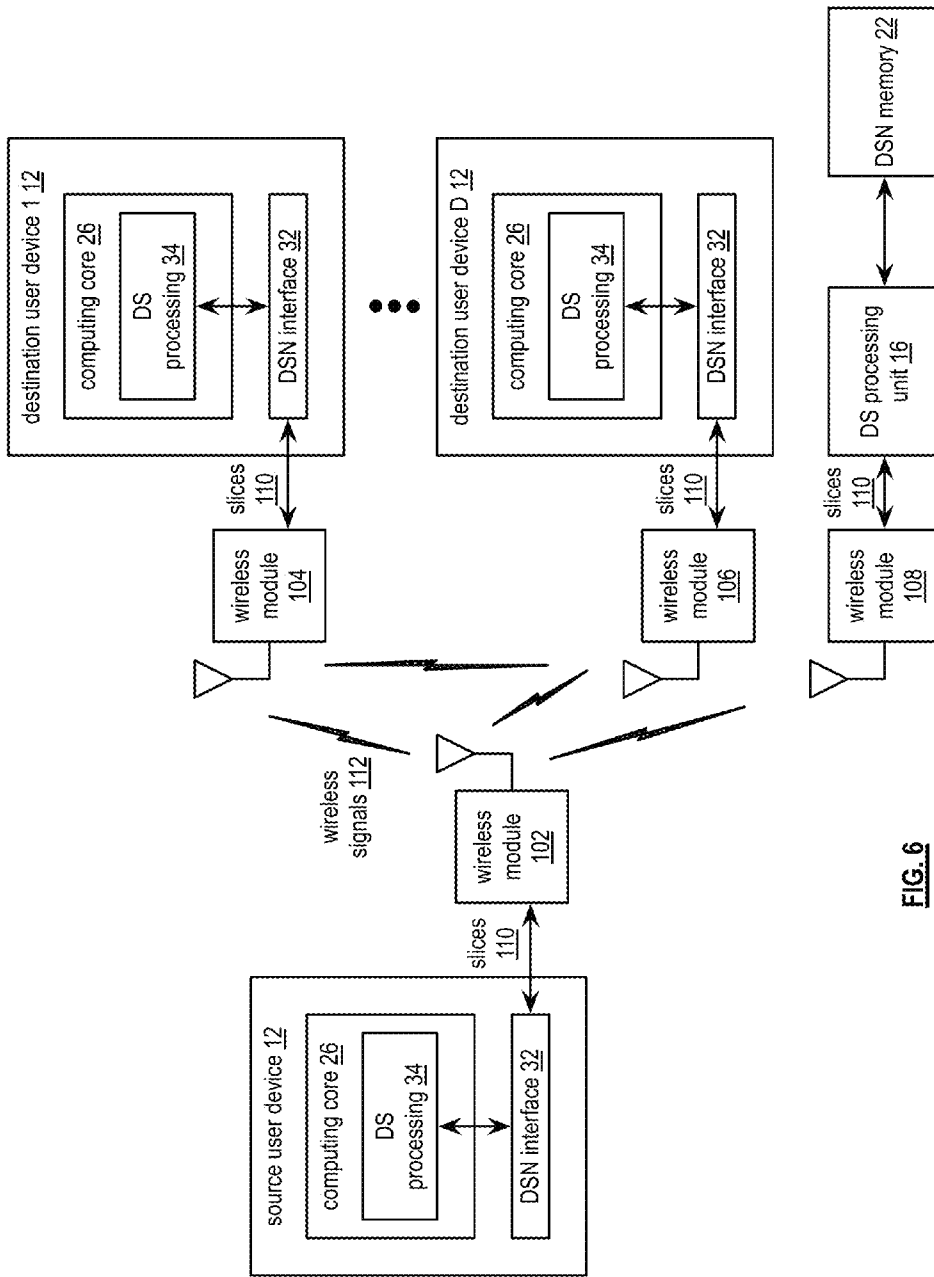 source user device 12
computing core 26
DS
processing 34
DSN interface 32
slices
110
wireless
module
102
wireless
signals 112
destination user device 1 12
computing core 26
DS
processing 34
DSN interface 32
slices
110
wireless
module
104
destination user device D 12
computing core 26
DS
processing 34
DSN interface 32
slices
110
wireless
module
106
wireless
module
108
slices
110
DS processing
unit 16
DSN memory 22
FIG. 6